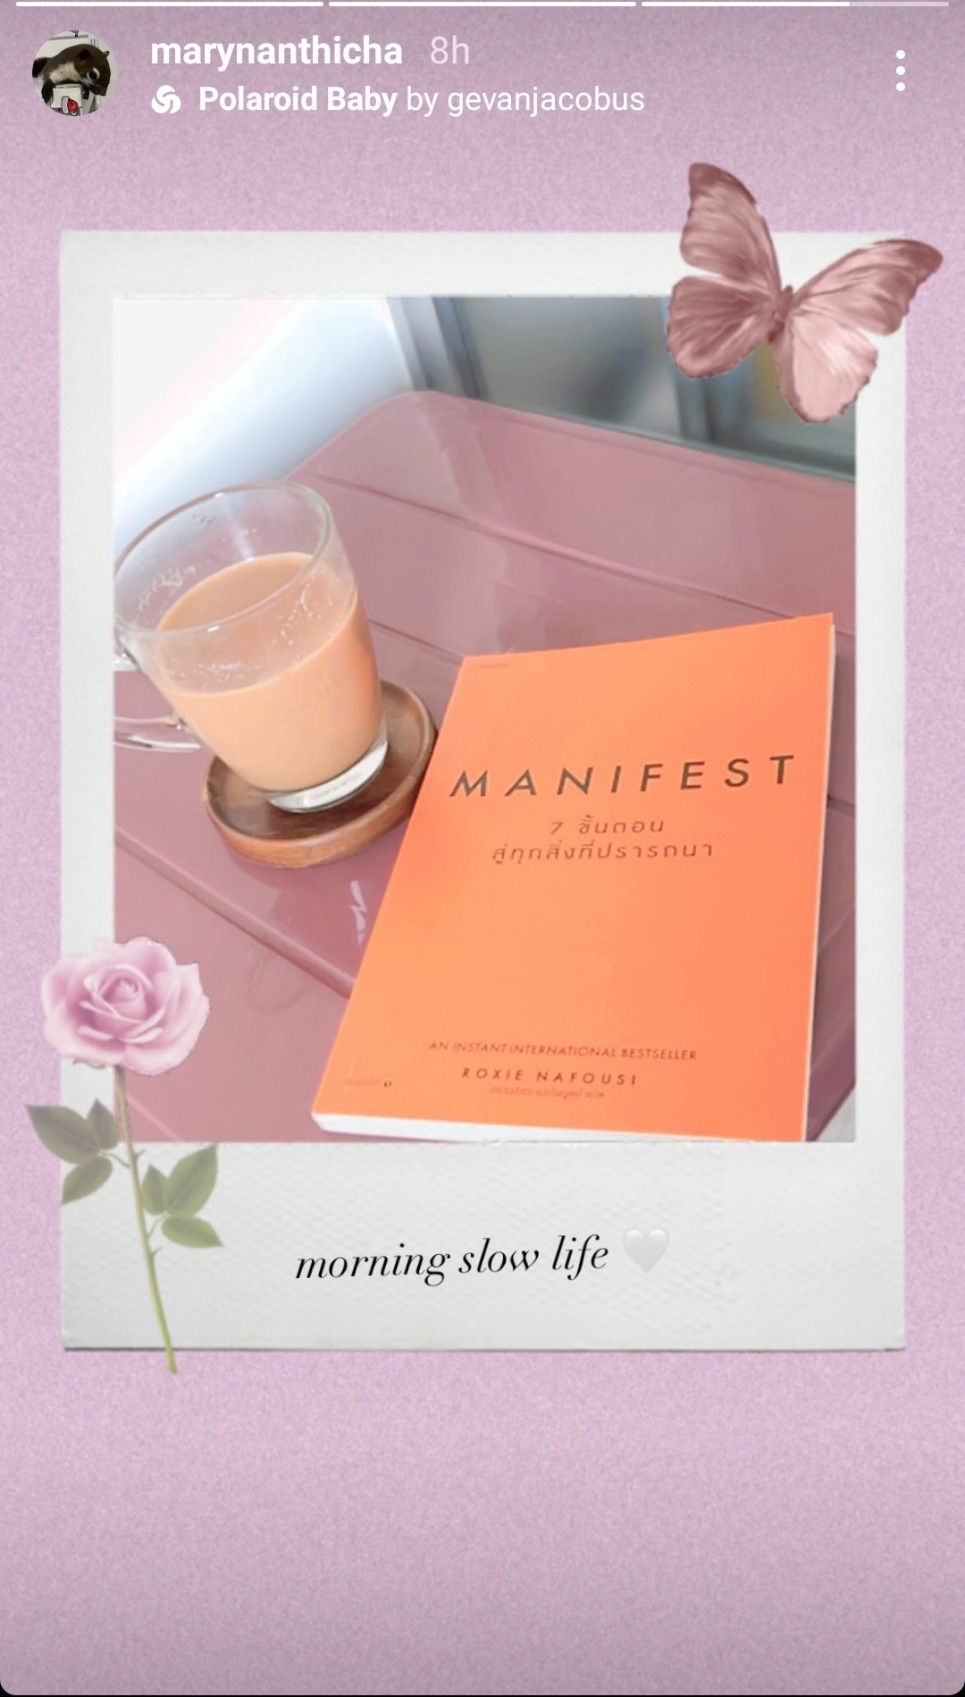 marynanthicha 8h
Polaroid Baby by gevanjacobus
MANIFEST
7 ขั้นตอน
สู่ทุกสิ่งที่ปรารถนา
AN INSTANT INTERNATIONAL BESTSELLER
ROXIE NAFOUSI
morning slow life 🤍